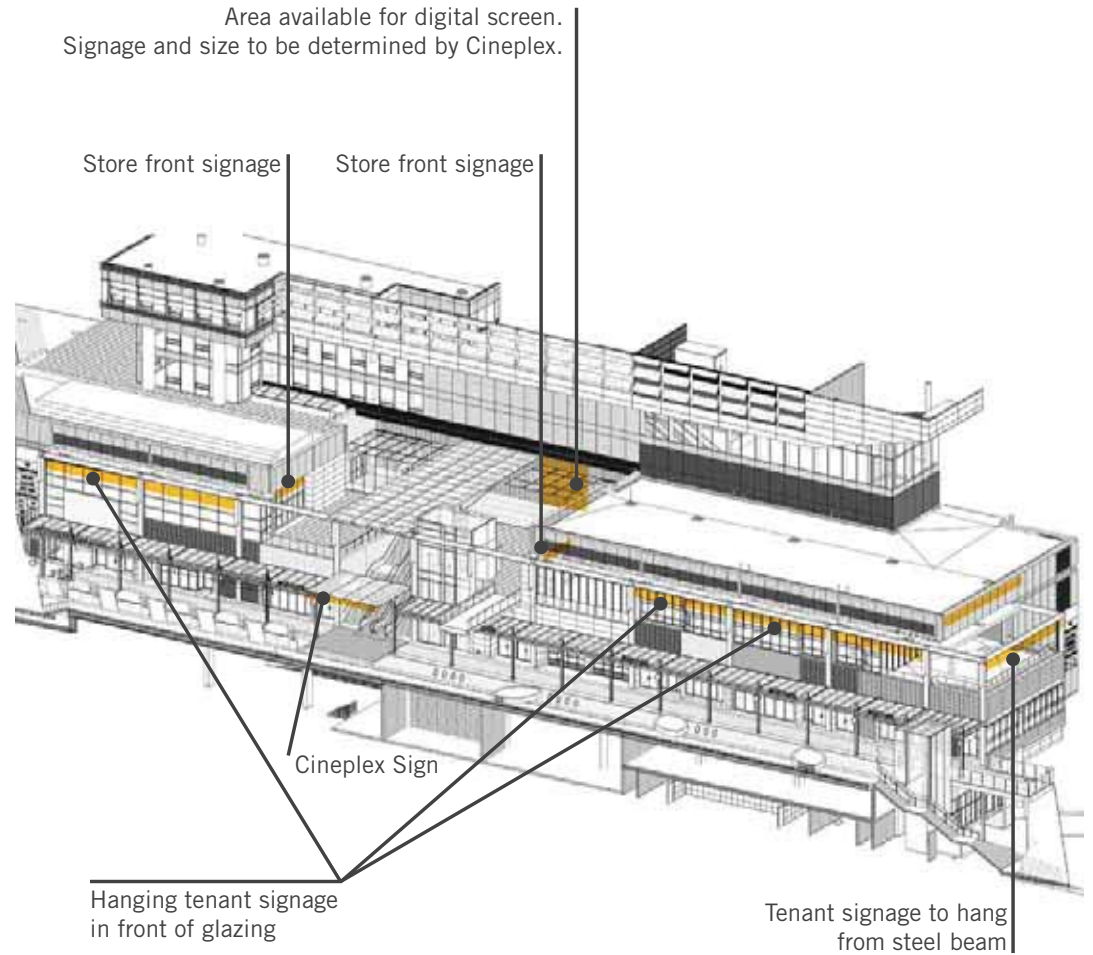 Area available for digital screen.
Signage and size to be determined by Cineplex.
Store front signage
Store front signage
Cineplex Sign
Hanging tenant signage
in front of glazing
Tenant signage to hang
from steel beam